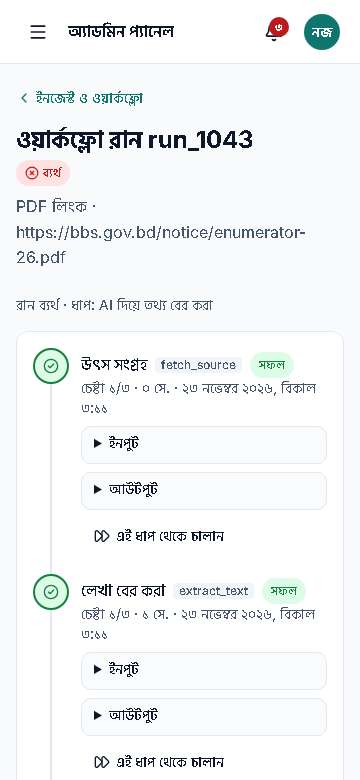 অ্যাডমিন প্যানেল
৩
নজ
ইনজেস্ট ও ওয়ার্কফ্লো
ওয়ার্কফ্লো রান run_1043
ব্যর্থ
PDF লিংক ·
https://bbs.gov.bd/notice/enumerator-
26.pdf
রান ব্যর্থ · ধাপ: AI দিয়ে তথ্য বের করা
উৎস সংগ্রহ fetch_source সফল
চেষ্টা ১/৩ · ০ সে. · ২৩ নভেম্বর ২০২৬, বিকাল
৩:১১
ইনপুট
আউটপুট
এই ধাপ থেকে চালান
লেখা বের করা extract_text সফল
চেষ্টা ১/৩ · ১ সে. · ২৩ নভেম্বর ২০২৬, বিকাল
৩:১১
ইনপুট
আউটপুট
এই ধাপ থেকে চালান